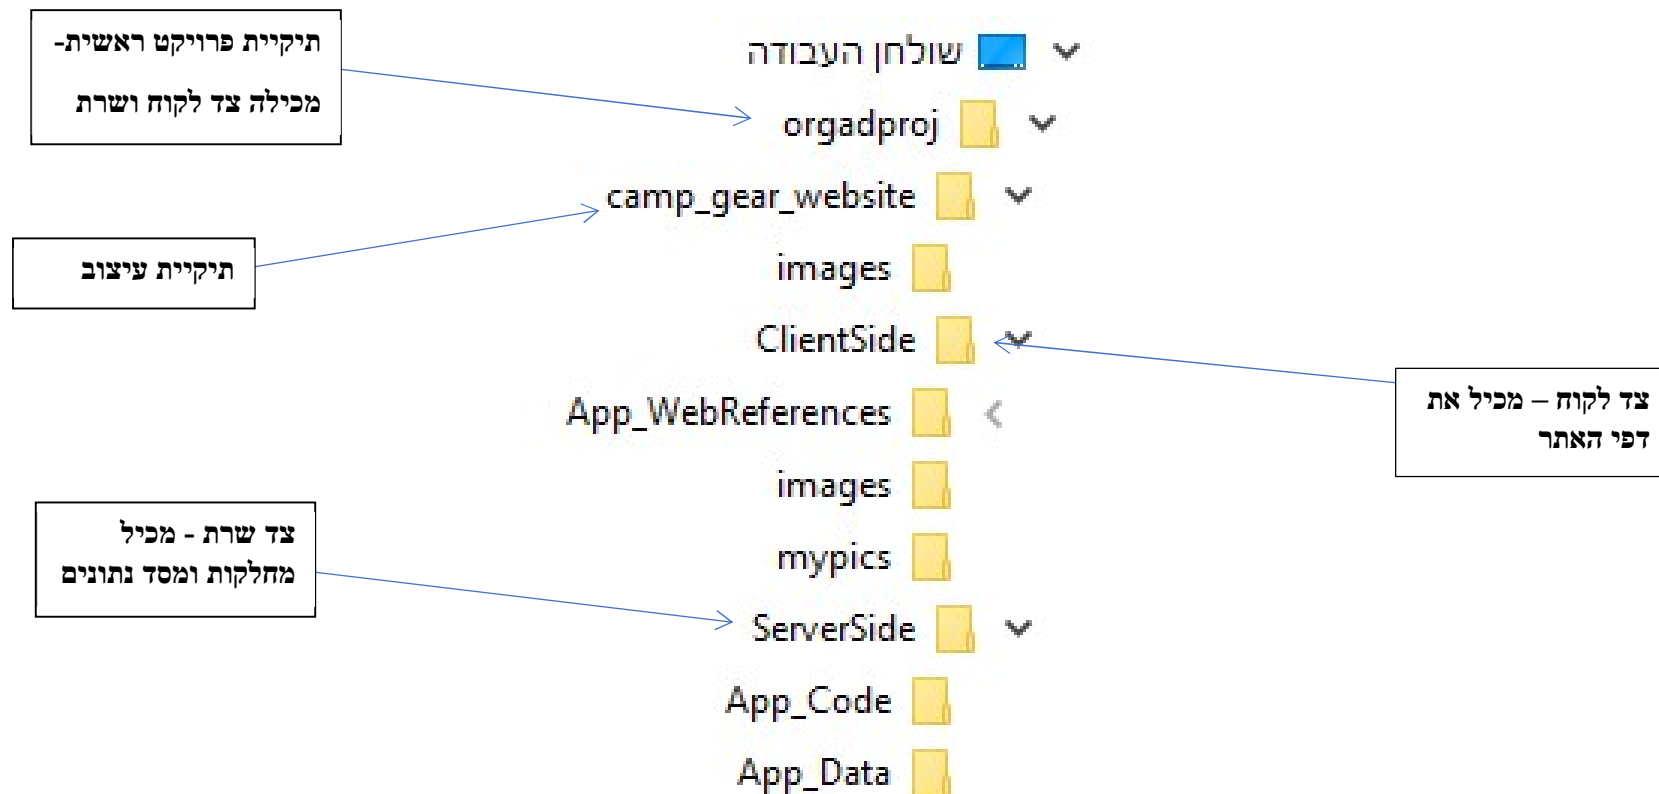 תיקיית פרויקט ראשית-
מכילה צד לקוח ושרת
שולחן העבודה
orgadproj
camp_gear_website
תיקיית עיצוב
images
ClientSide
צד לקוח – מכיל את
דפי האתר
App_WebReferences
images
mypics
צד שרת - מכיל
מחלקות ומסד נתונים
ServerSide
App_Code
App_Data